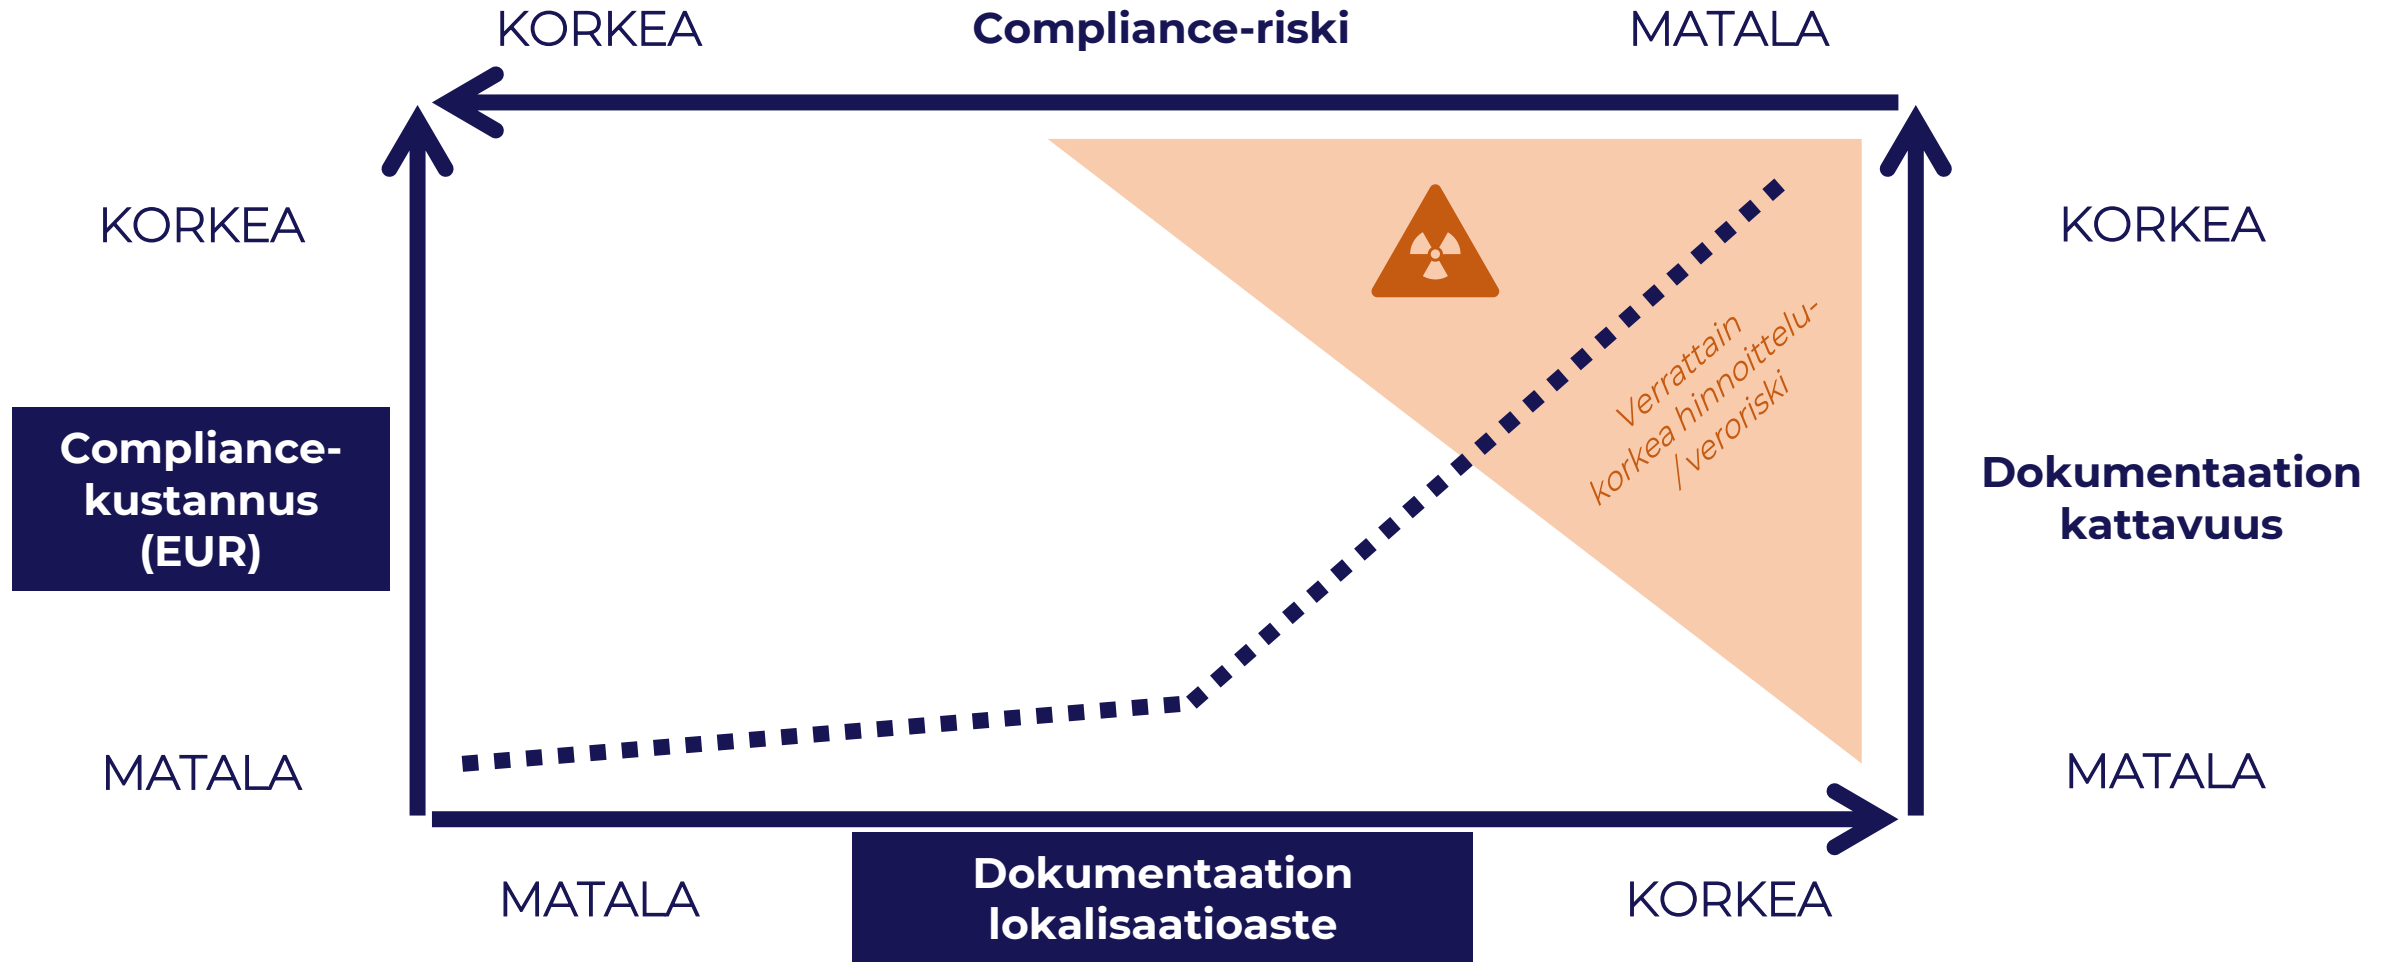 KORKEA
Compliance-riski
MATALA
KORKEA
KORKEA
Verrattain
korkea hinnoittelu-
/ veroriski
Compliance-
kustannus
(EUR)
Dokumentaation
kattavuus
MATALA
MATALA
MATALA
Dokumentaation
lokalisaatioaste
KORKEA